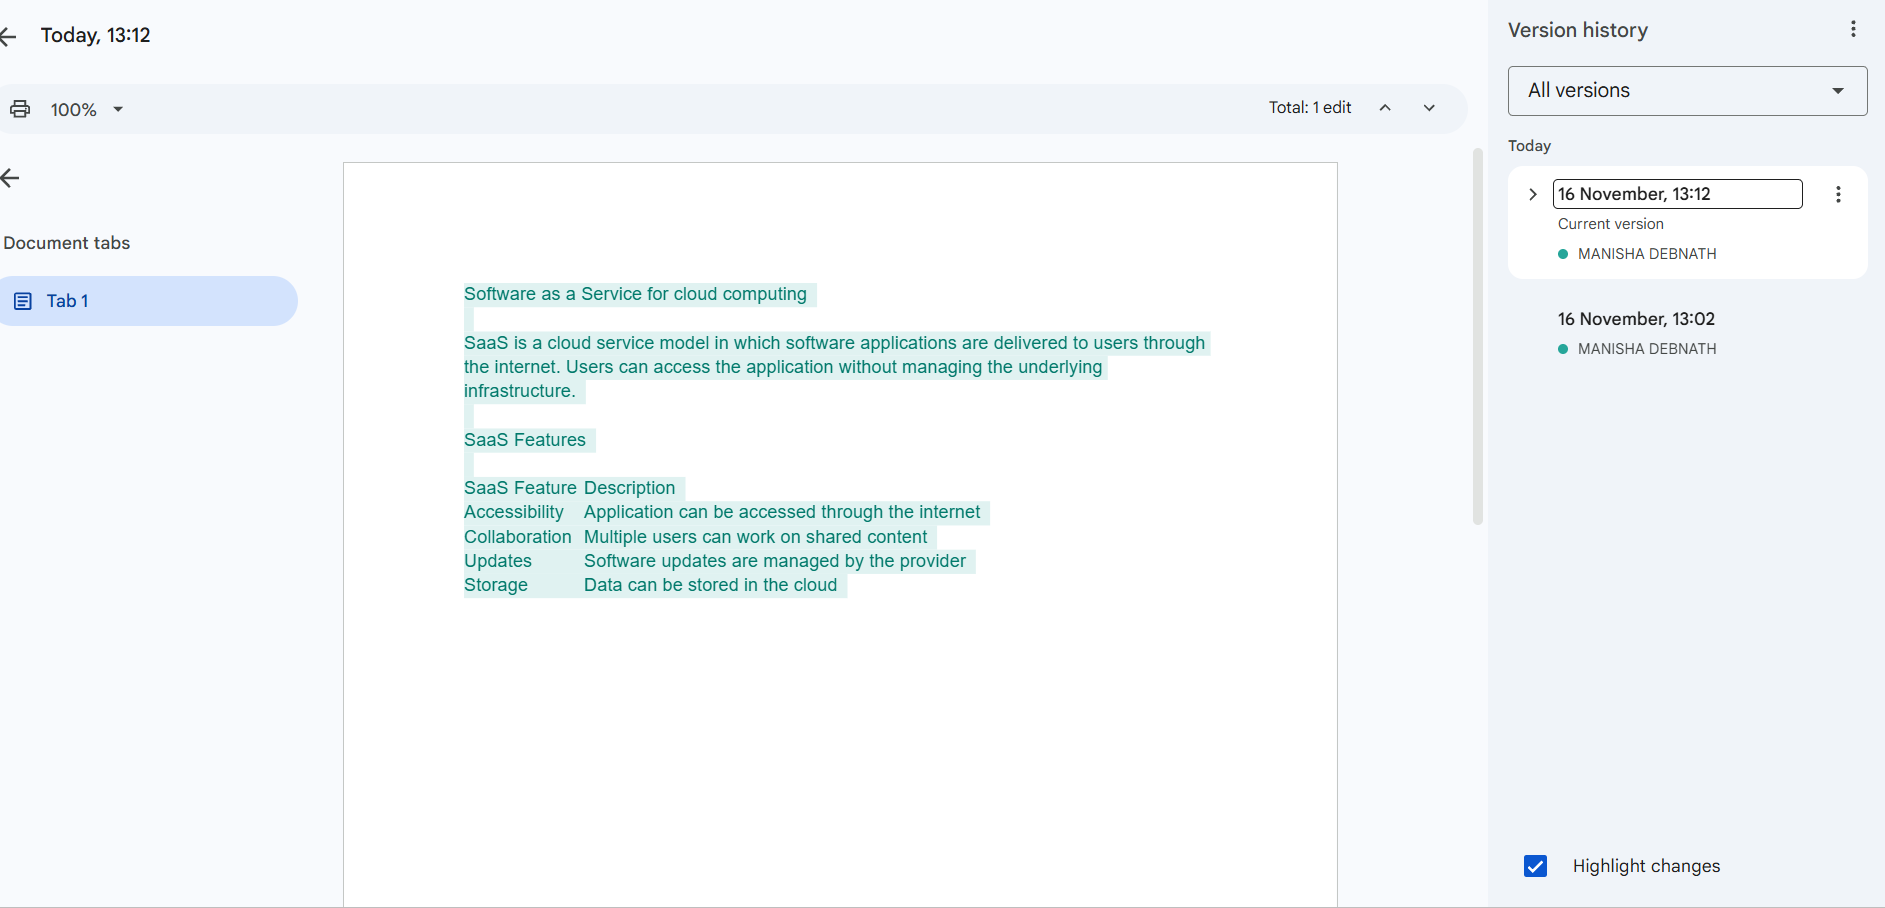 Today, 13:12
100%
Total: 1 edit
Document tabs
Tab 1
Software as a Service for cloud computing
SaaS is a cloud service model in which software applications are delivered to users through
the internet. Users can access the application without managing the underlying
infrastructure.
SaaS Features
SaaS Feature Description
Accessibility Application can be accessed through the internet
Collaboration Multiple users can work on shared content
Updates Software updates are managed by the provider
Storage Data can be stored in the cloud
Version history
All versions
Today
16 November, 13:12
Current version
MANISHA DEBNATH
16 November, 13:02
MANISHA DEBNATH
Highlight changes